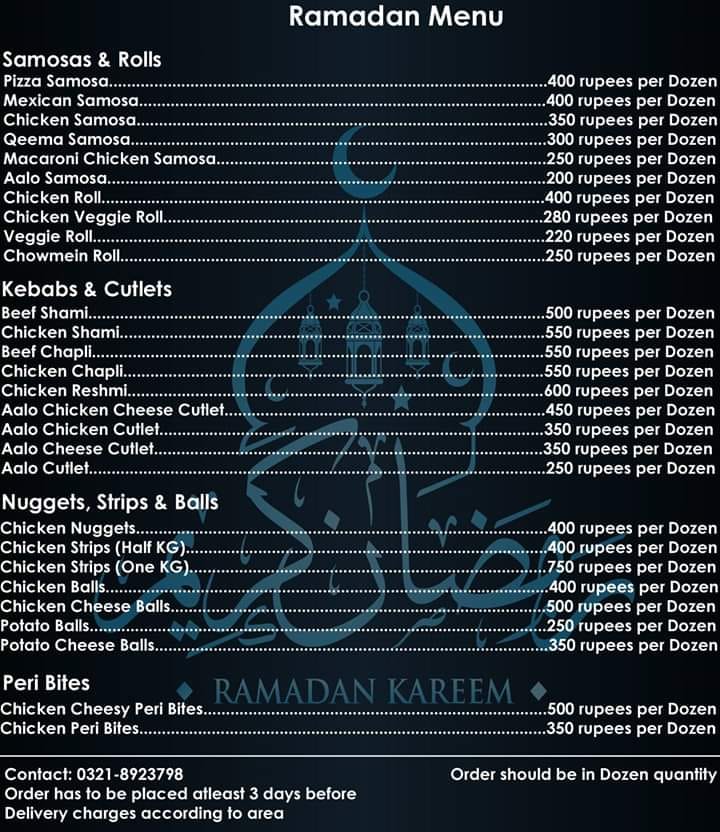 Ramadan Menu
Samosas & Rolls
Pizza Samosa........400 rupees per Dozen
Mexican Samosa........400 rupees per Dozen
Chicken Samosa........350 rupees per Dozen
Qeema Samosa........300 rupees per Dozen
Macaroni Chicken Samosa........250 rupees per Dozen
Aalo Samosa........200 rupees per Dozen
Chicken Roll........400 rupees per Dozen
Chicken Veggie Roll........280 rupees per Dozen
Veggie Roll........220 rupees per Dozen
Chowmein Roll........250 rupees per Dozen
Kebabs & Cutlets
Beef Shami........500 rupees per Dozen
Chicken Shami........550 rupees per Dozen
Beef Chapli........550 rupees per Dozen
Chicken Chapli........550 rupees per Dozen
Chicken Reshmi........600 rupees per Dozen
Aalo Chicken Cheese Cutlet........450 rupees per Dozen
Aalo Chicken Cutlet........350 rupees per Dozen
Aalo Cheese Cutlet........350 rupees per Dozen
Aalo Cutlet........250 rupees per Dozen
Nuggets, Strips & Balls
Chicken Nuggets........400 rupees per Dozen
Chicken Strips (Half KG)........400 rupees per Dozen
Chicken Strips (One KG)........750 rupees per Dozen
Chicken Balls........400 rupees per Dozen
Chicken Cheese Balls........500 rupees per Dozen
Potato Balls........250 rupees per Dozen
Potato Cheese Balls........350 rupees per Dozen
رمضان كريم
Peri Bites
RAMADAN KAREEM
Chicken Cheesy Peri Bites........500 rupees per Dozen
Chicken Peri Bites........350 rupees per Dozen
Contact: 0321-8923798
Order should be in Dozen quantity
Order has to be placed atleast 3 days before
Delivery charges according to area